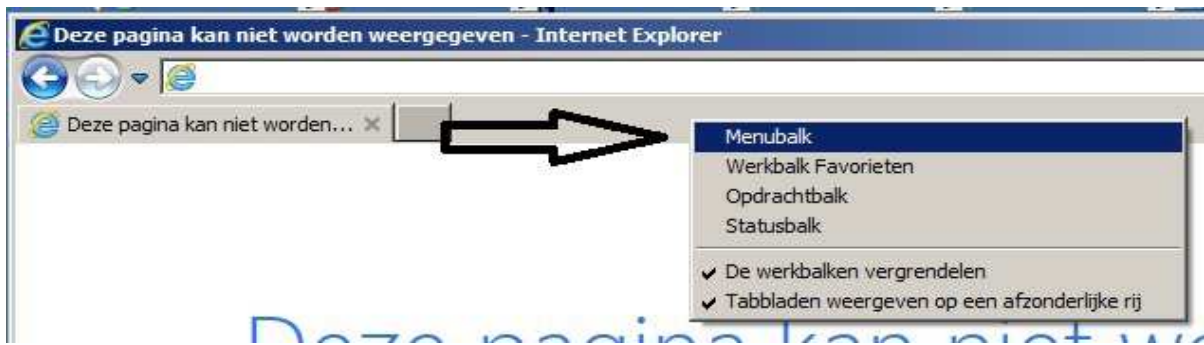 Deze pagina kan niet worden weergegeven - Internet Explorer
Deze pagina kan niet worden...
Menubalk
Werkbalk Favorieten
Opdrachtbalk
Statusbalk
De werkbalken vergrendelen
Tabbladen weergeven op een afzonderlijke rij
Deze pagina kan niet